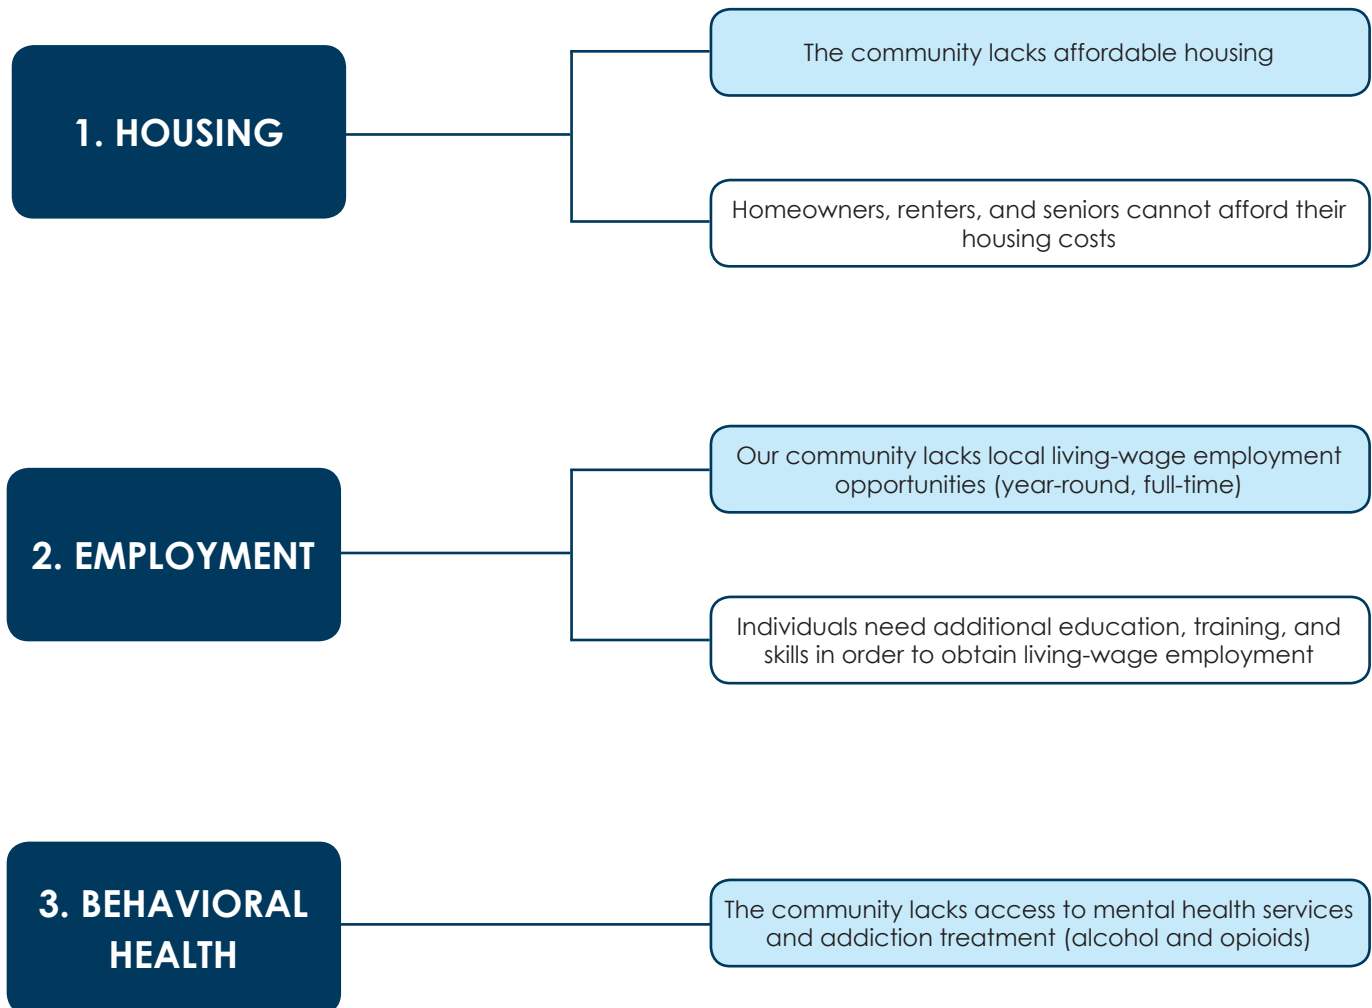 1. HOUSING
The community lacks affordable housing
Homeowners, renters, and seniors cannot afford their
housing costs
2. EMPLOYMENT
Our community lacks local living-wage employment
opportunities (year-round, full-time)
Individuals need additional education, training, and
skills in order to obtain living-wage employment
3. BEHAVIORAL
HEALTH
The community lacks access to mental health services
and addiction treatment (alcohol and opioids)